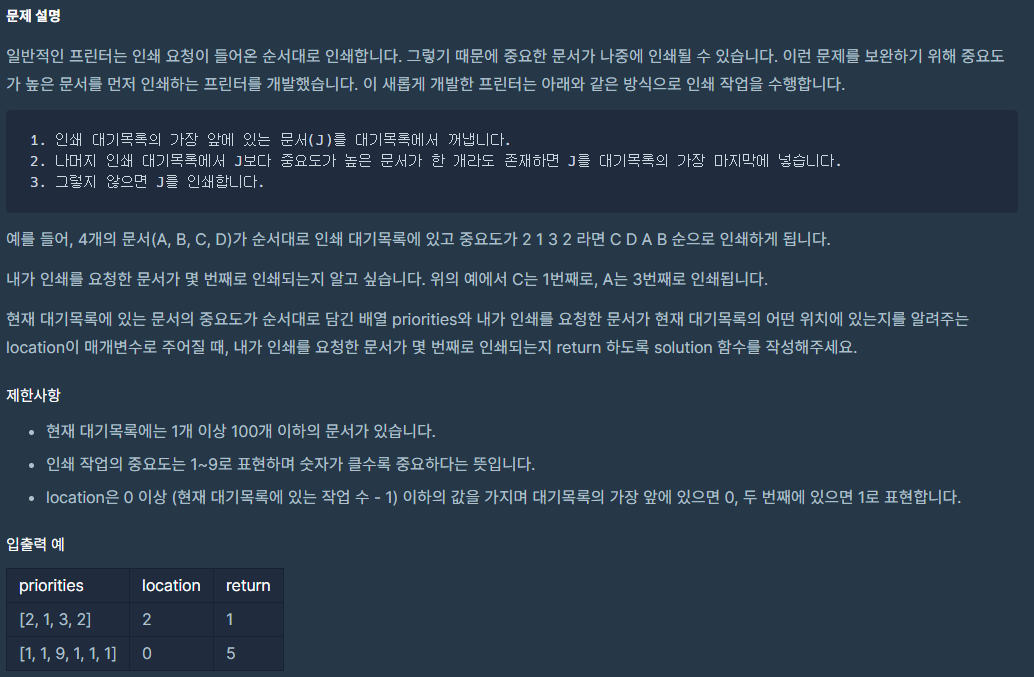 문제 설명
일반적인 프린터는 인쇄 요청이 들어온 순서대로 인쇄합니다. 그렇기 때문에 중요한 문서가 나중에 인쇄될 수 있습니다. 이런 문제를 보완하기 위해 중요도
가 높은 문서를 먼저 인쇄하는 프린터를 개발했습니다. 이 새롭게 개발한 프린터는 아래와 같은 방식으로 인쇄 작업을 수행합니다.
1. 인쇄 대기목록의 가장 앞에 있는 문서(J)를 대기목록에서 꺼냅니다.
2. 나머지 인쇄 대기목록에서 J보다 중요도가 높은 문서가 한 개라도 존재하면 J를 대기목록의 가장 마지막에 넣습니다.
3. 그렇지 않으면 J를 인쇄합니다.
예를 들어, 4개의 문서(A, B, C, D)가 순서대로 인쇄 대기목록에 있고 중요도가 2 1 3 2 라면 C D A B 순으로 인쇄하게 됩니다.
내가 인쇄를 요청한 문서가 몇 번째로 인쇄되는지 알고 싶습니다. 위의 예에서 C는 1번째로, A는 3번째로 인쇄됩니다.
현재 대기목록에 있는 문서의 중요도가 순서대로 담긴 배열 priorities와 내가 인쇄를 요청한 문서가 현재 대기목록의 어떤 위치에 있는지를 알려주는
location이 매개변수로 주어질 때, 내가 인쇄를 요청한 문서가 몇 번째로 인쇄되는지 return 하도록 solution 함수를 작성해주세요.
제한사항
• 현재 대기목록에는 1개 이상 100개 이하의 문서가 있습니다.
• 인쇄 작업의 중요도는 1~9로 표현하며 숫자가 클수록 중요하다는 뜻입니다.
• location은 0 이상 (현재 대기목록에 있는 작업 수 - 1) 이하의 값을 가지며 대기목록의 가장 앞에 있으면 0, 두 번째에 있으면 1로 표현합니다.
입출력 예
priorities location return
[2, 1, 3, 2] 2 1
[1, 1, 9, 1, 1, 1] 0 5